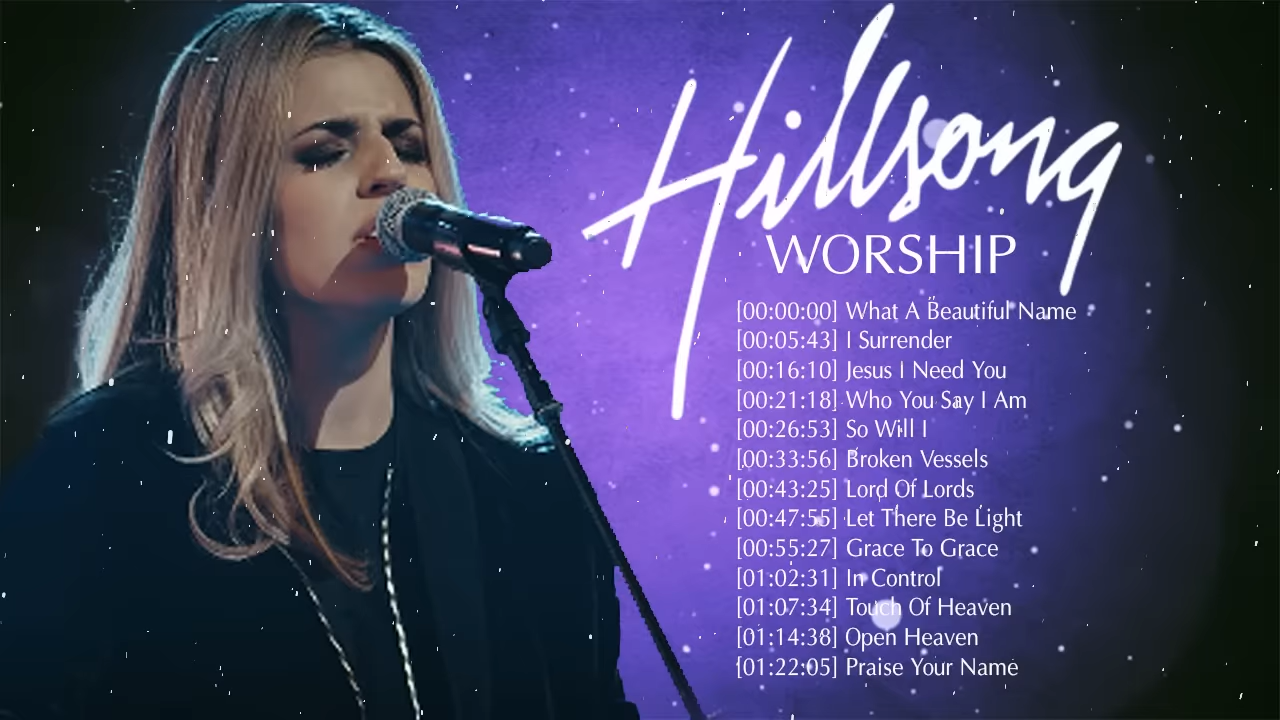 Hillsong
WORSHIP
[00:00:00] What A Beautiful Name
[00:05:43] I Surrender
[00:16:10] Jesus I Need You
[00:21:18] Who You Say I Am
[00:26:53] So Will I
[00:33:56] Broken Vessels
[00:43:25] Lord Of Lords
[00:47:55] Let There Be Light
[00:55:27] Grace To Grace
[01:02:31] In Control
[01:07:34] Touch Of Heaven
[01:14:38] Open Heaven
[01:22:05] Praise Your Name